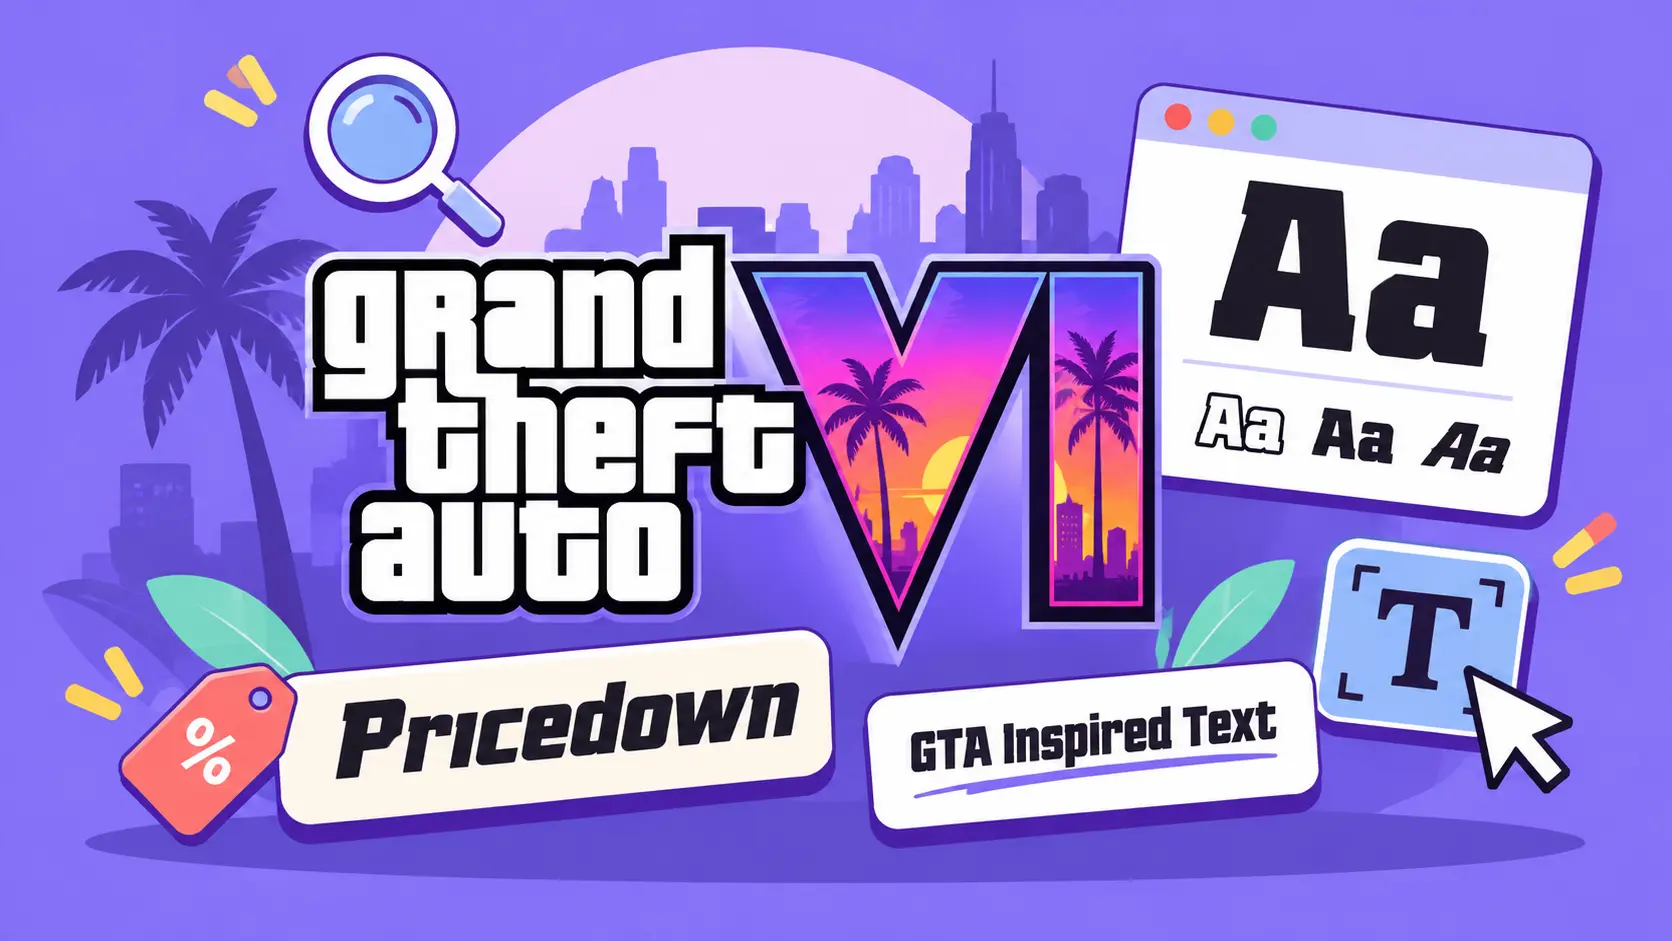 grand
theft
auto
VI
Aa
Aa Aa Aa
T
%
Pricedown
GTA Inspired Text